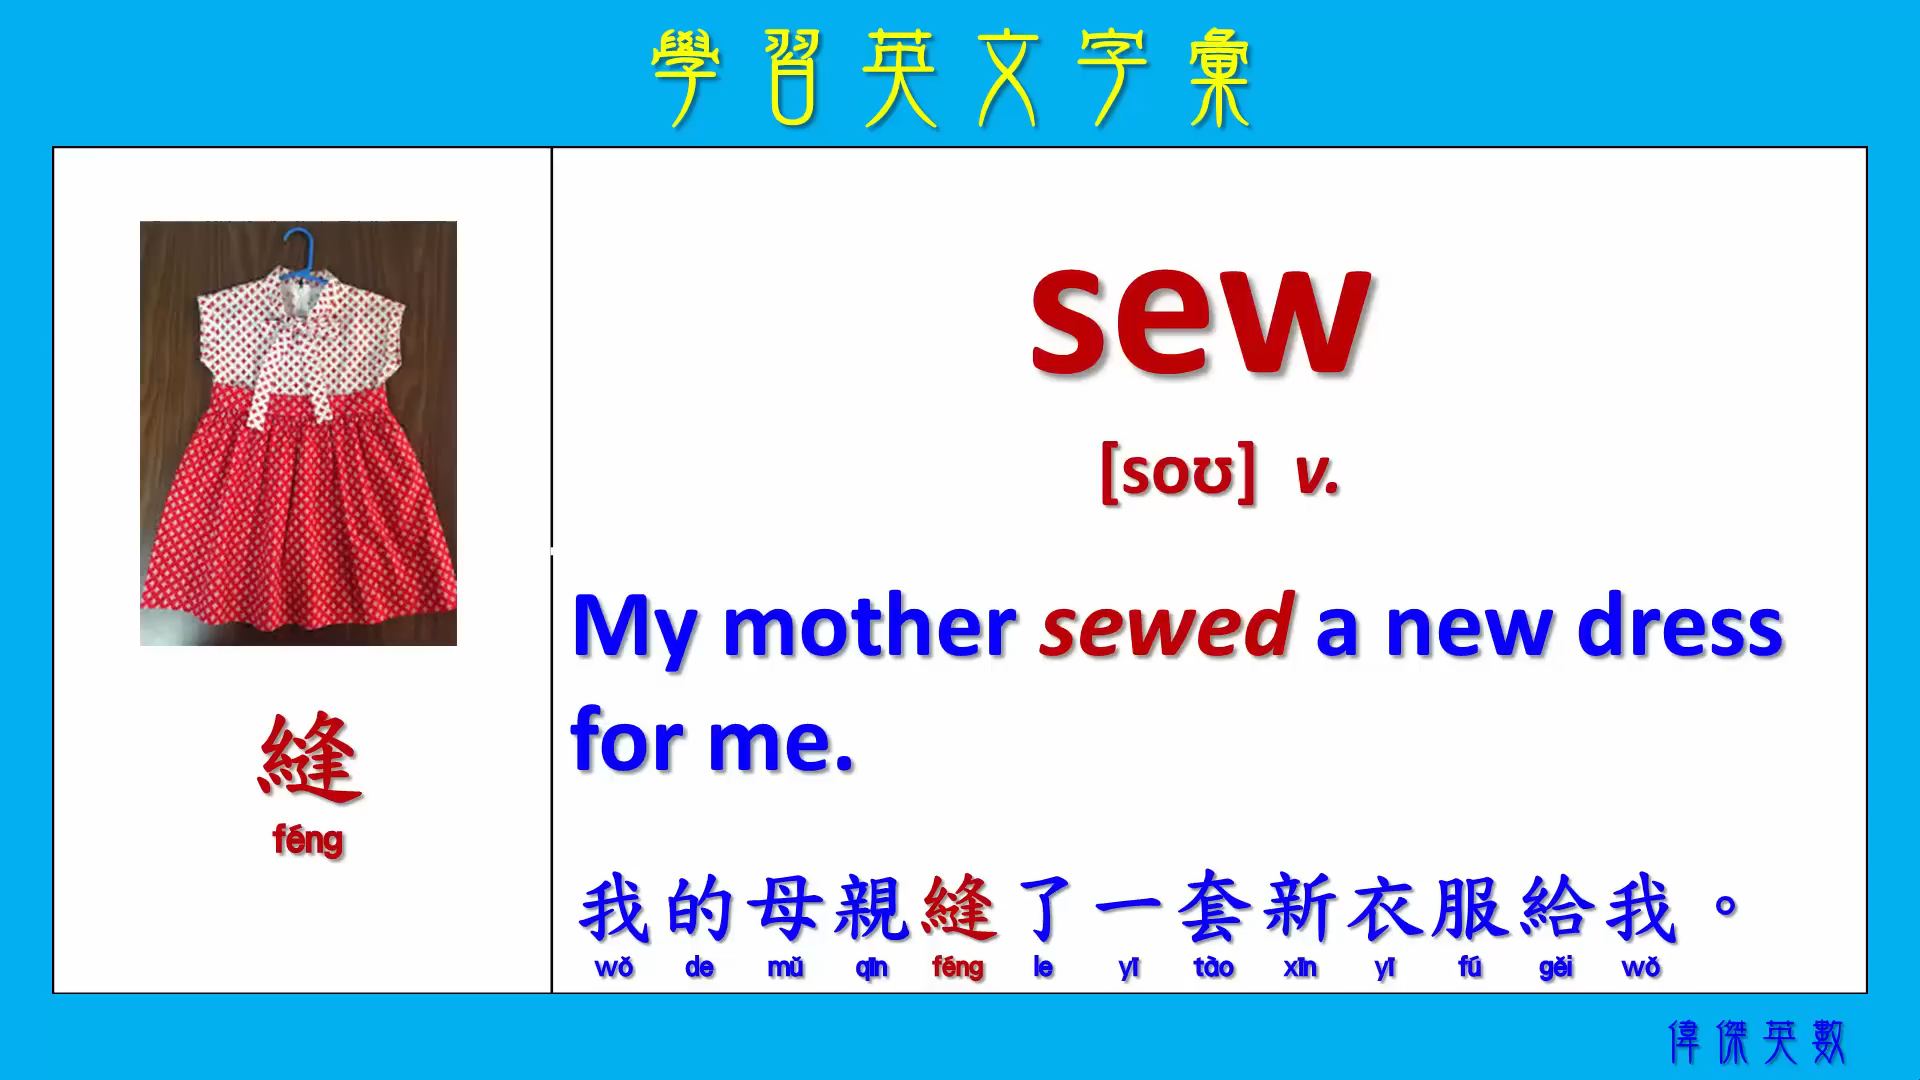 學習英文字彙
sew
[soʊ] v.
My mother sewed a new dress
for me.
縫
féng
我的母親縫了一套新衣服給我。
wǒ de mǔ qīn féng le yī tào xīn yī fú gěi wǒ
偉傑英數